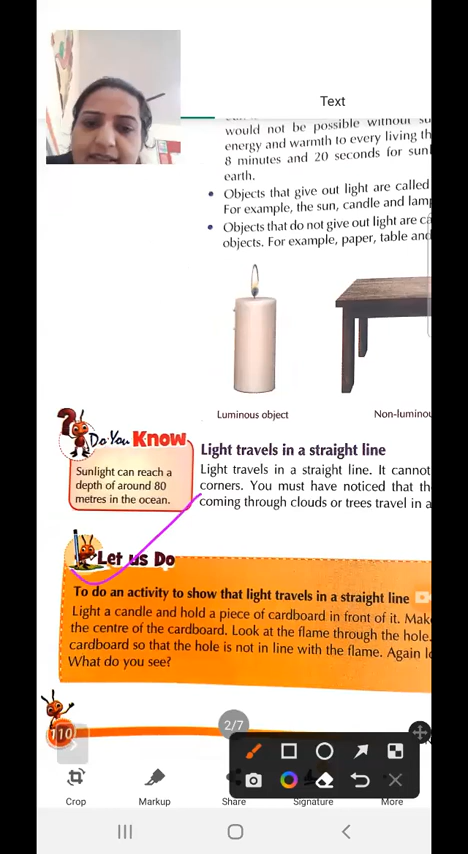 Text
would not be possible without su
energy and warmth to every living th
8 minutes and 20 seconds for sunl
earth.
• Objects that give out light are called
For example, the sun, candle and lamp
• Objects that do not give out light are ca
objects. For example, paper, table and
Luminous object
Non-luminou
Do You Know
Sunlight can reach a
depth of around 80
metres in the ocean.
Light travels in a straight line
Light travels in a straight line. It cannot
corners. You must have noticed that th
coming through clouds or trees travel in a
Let us Do
To do an activity to show that light travels in a straight line
Light a candle and hold a piece of cardboard in front of it. Mak
the centre of the cardboard. Look at the flame through the hole.
cardboard so that the hole is not in line with the flame. Again lo
What do you see?
110
2/7
Crop
Markup
Share
Signature
More